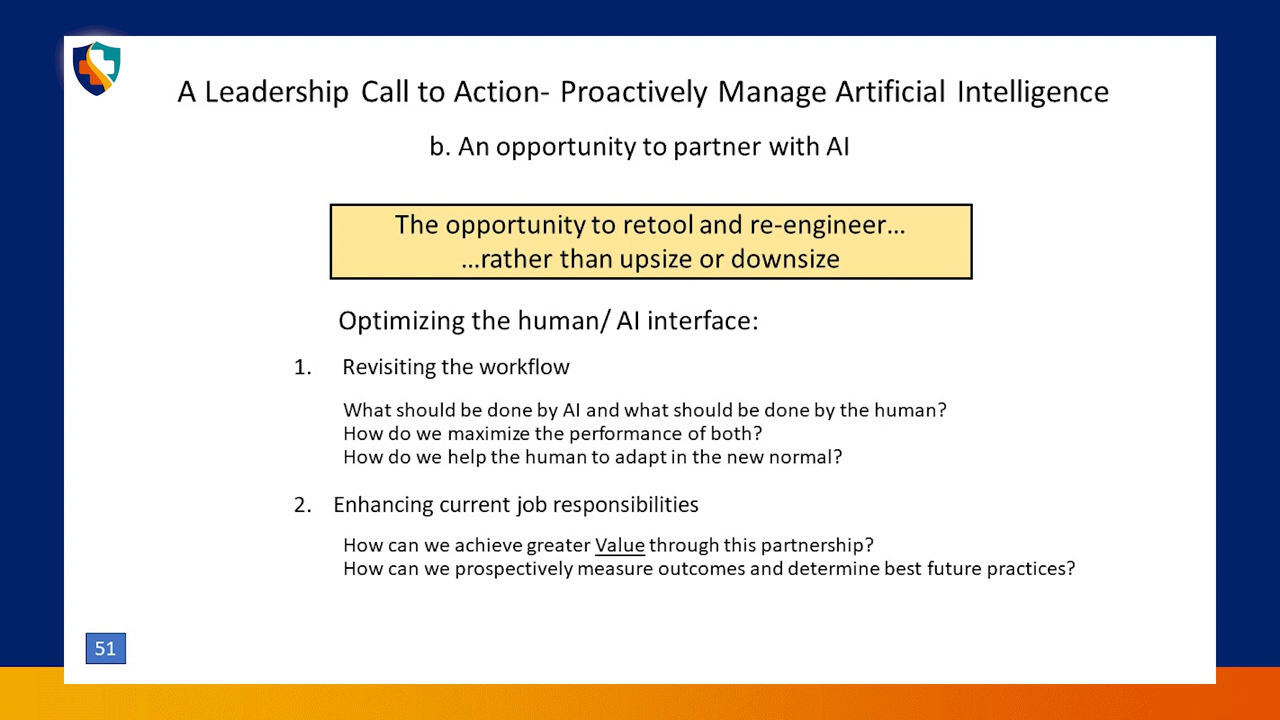 A Leadership Call to Action- Proactively Manage Artificial Intelligence
b. An opportunity to partner with AI
The opportunity to retool and re-engineer…
…rather than upsize or downsize
Optimizing the human/ AI interface:
1. Revisiting the workflow
What should be done by AI and what should be done by the human?
How do we maximize the performance of both?
How do we help the human to adapt in the new normal?
2. Enhancing current job responsibilities
How can we achieve greater Value through this partnership?
How can we prospectively measure outcomes and determine best future practices?
51